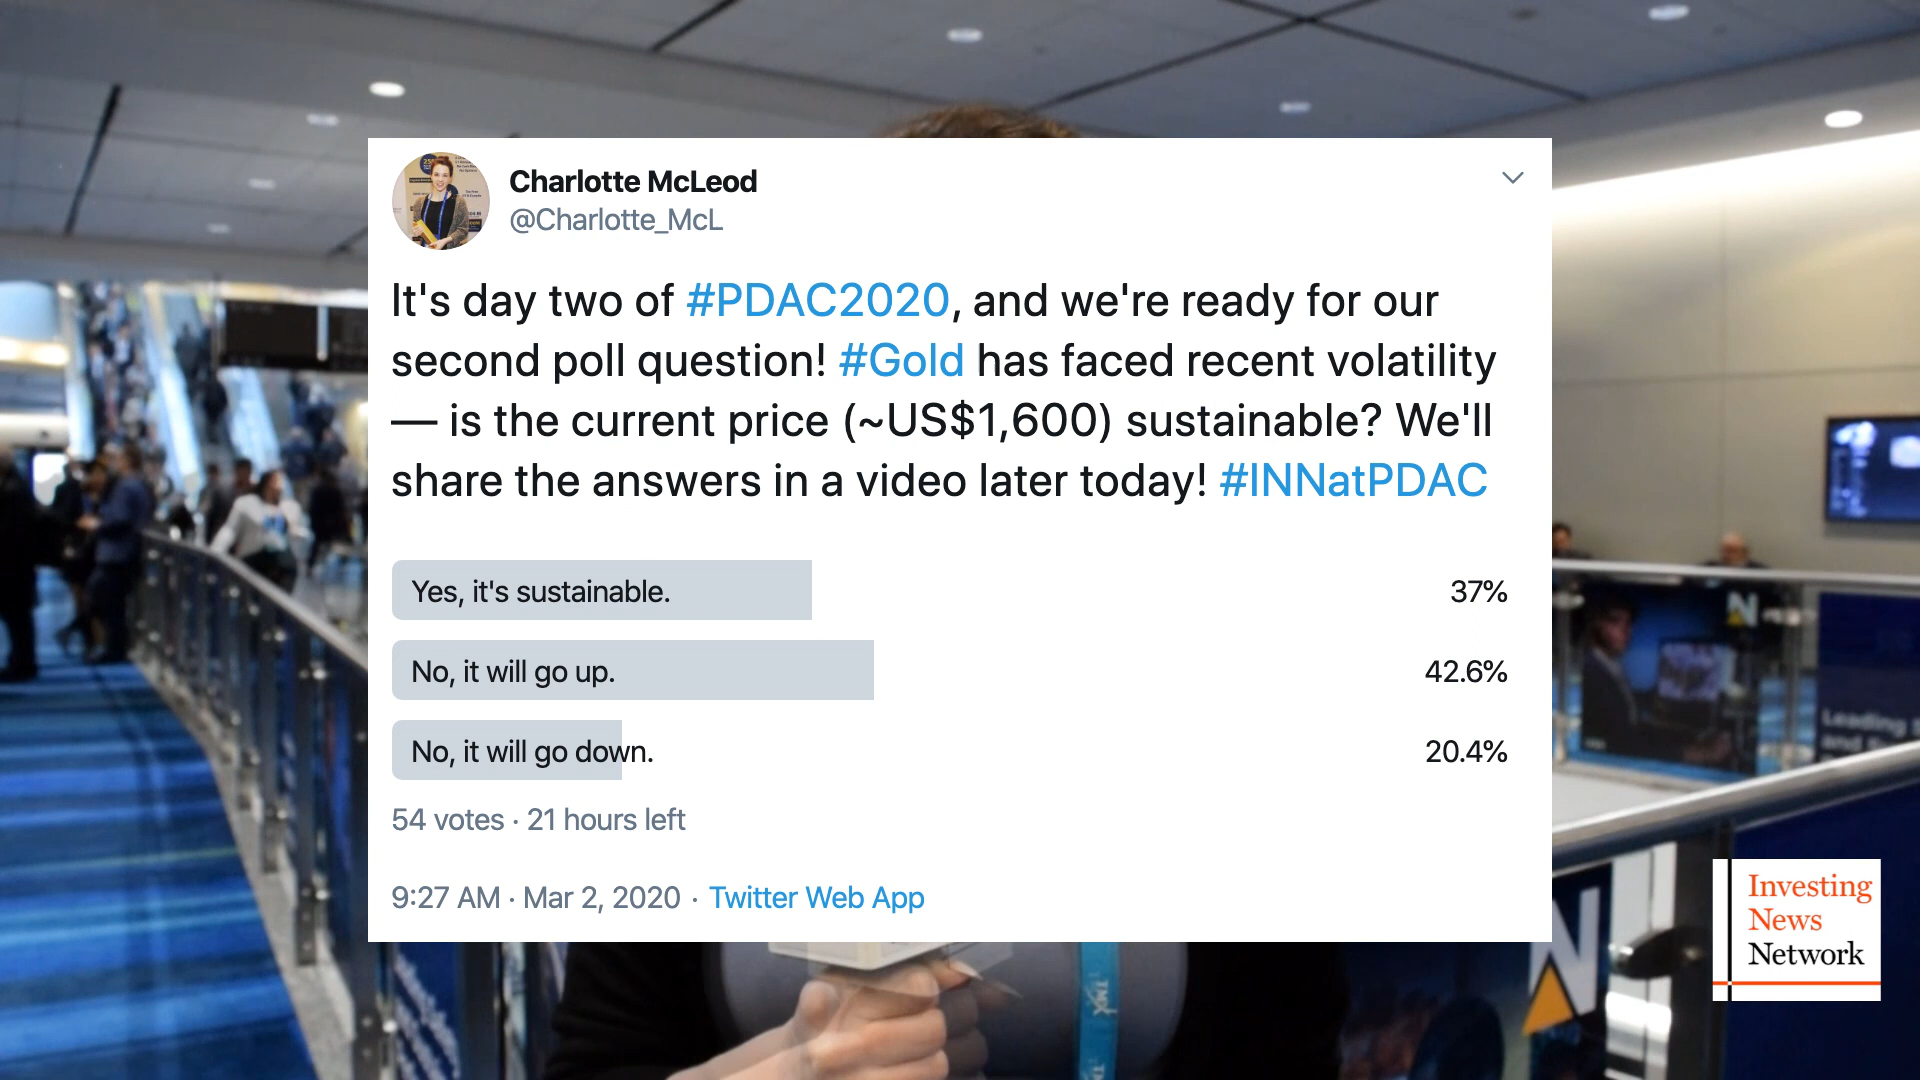 Charlotte McLeod
@Charlotte_McL
It's day two of #PDAC2020, and we're ready for our
second poll question! #Gold has faced recent volatility
— is the current price (~US$1,600) sustainable? We'll
share the answers in a video later today! #INNatPDAC
Yes, it's sustainable. 37%
No, it will go up. 42.6%
No, it will go down. 20.4%
54 votes · 21 hours left
9:27 AM · Mar 2, 2020 · Twitter Web App
Leading
and
Investing
News
Network
TMX